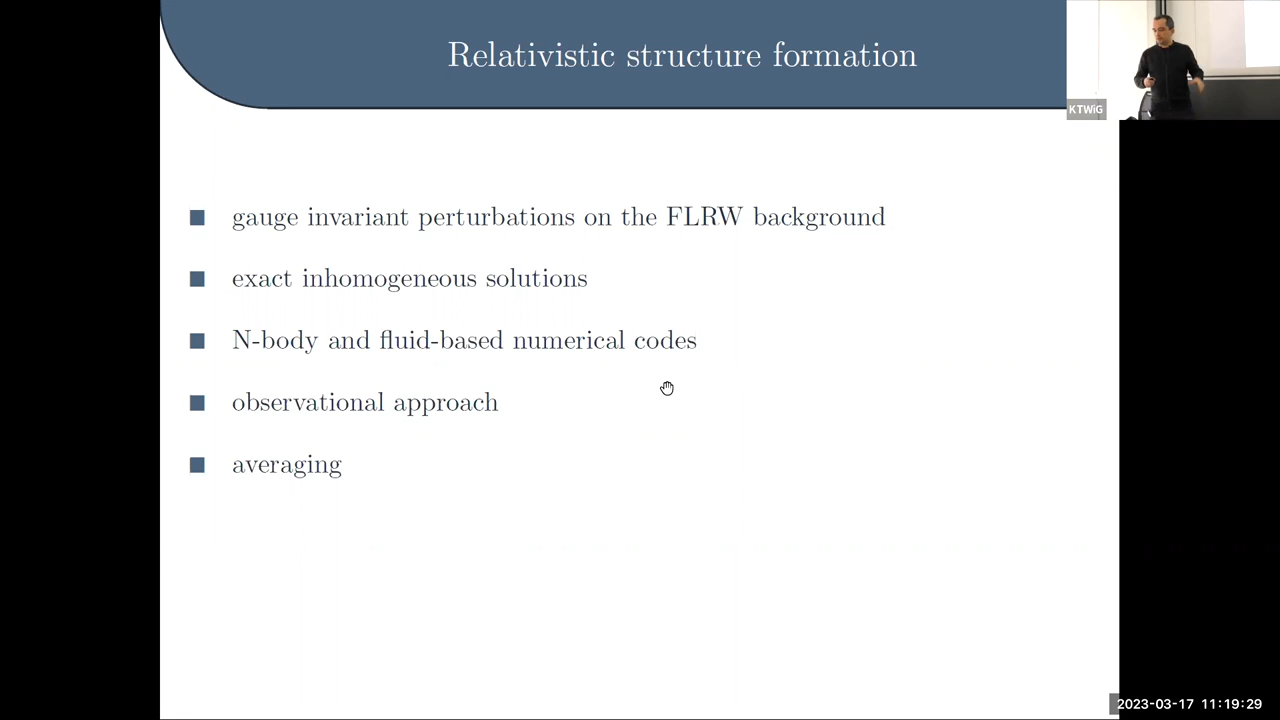 Relativistic structure formation
KTWiG
gauge invariant perturbations on the FLRW background
exact inhomogeneous solutions
N-body and fluid-based numerical codes
observational approach
averaging
2023-03-17 11:19:29